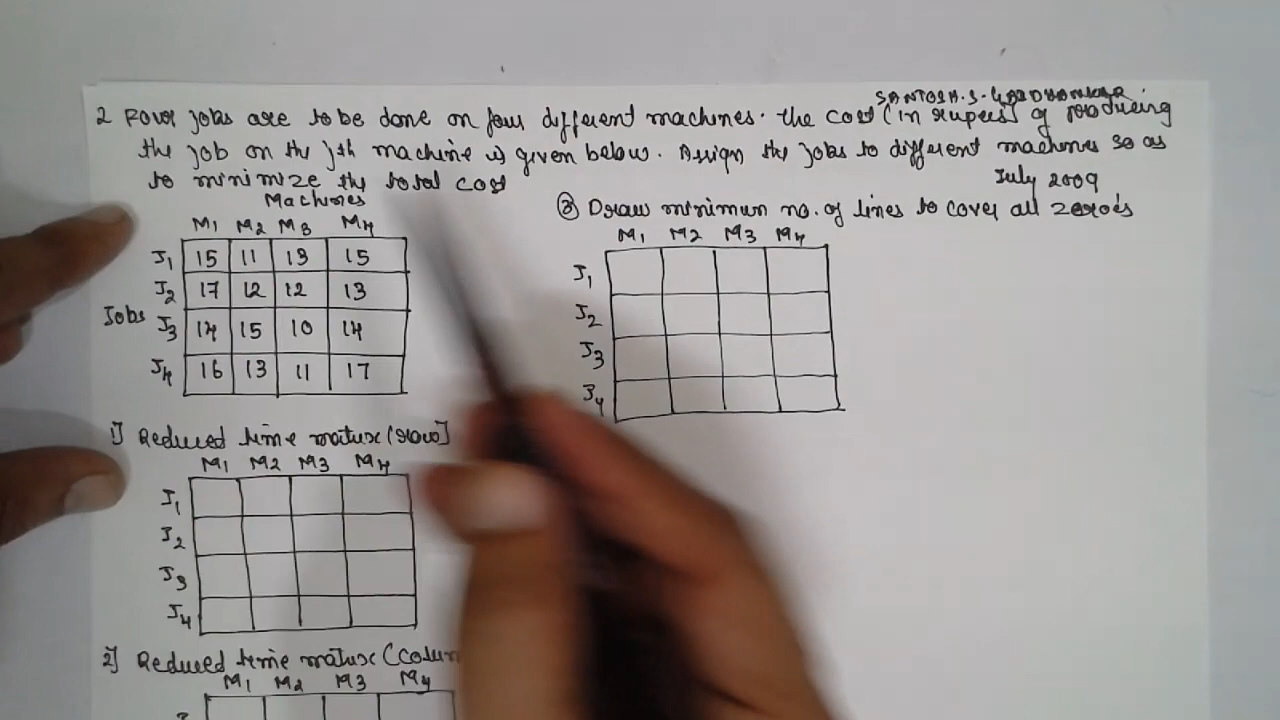 SANTOSH.S.GARDHONKAR
2 Four jobs are to be done on four different machines. The cost (in rupees) of producing
the job on the jth machine is given below. Assign the jobs to different machines so as
to minimize the total cost
July 2009
Machines
M1 M2 M3 M4
J1 15 11 13 15
J2 17 12 12 13
Jobs J3 14 15 10 14
J4 16 13 11 17
1] Reduced time matrix (row]
M1 M2 M3 M4
J1
J2
J3
J4
2] Reduced time matrix (Colum
M1 M2 M3 M4
③ Draw minimum no. of lines to cover all zero's
M1 M2 M3 M4
J1
J2
J3
J4